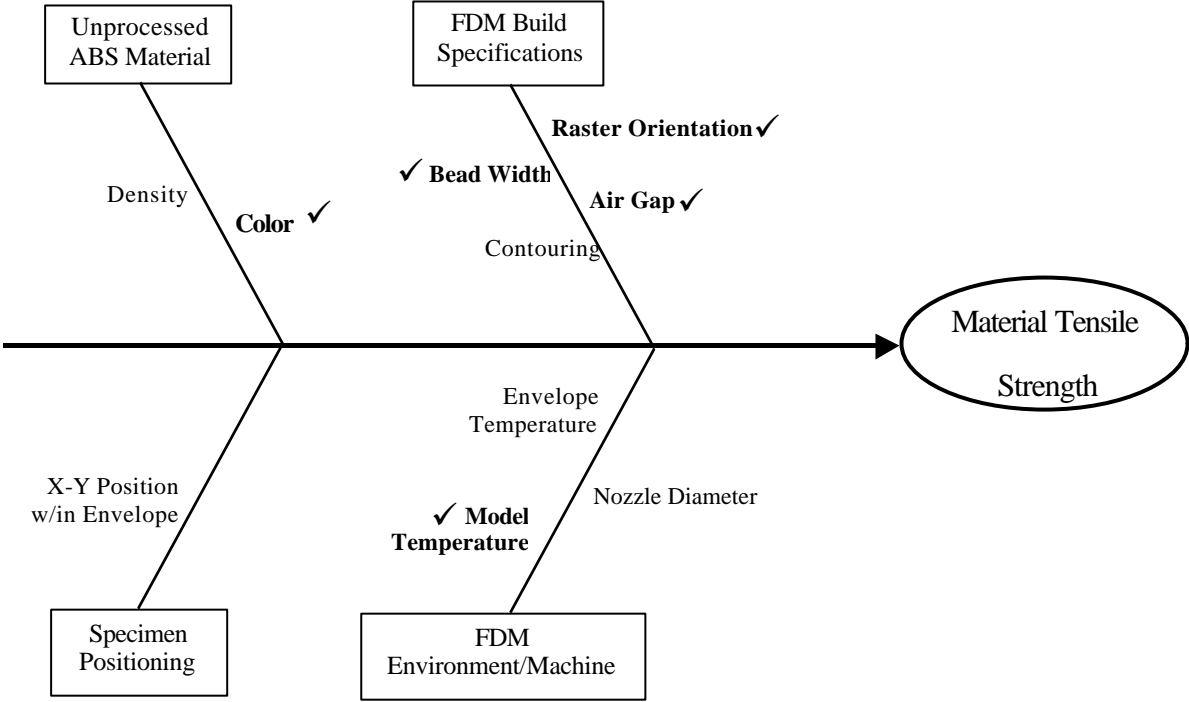 Unprocessed
ABS Material
FDM Build
Specifications
Raster Orientation ✓
✓ Bead Width
Density
Air Gap ✓
Color ✓
Contouring
Material Tensile
Strength
Envelope
Temperature
X-Y Position
w/in Envelope
Nozzle Diameter
✓ Model
Temperature
Specimen
Positioning
FDM
Environment/Machine